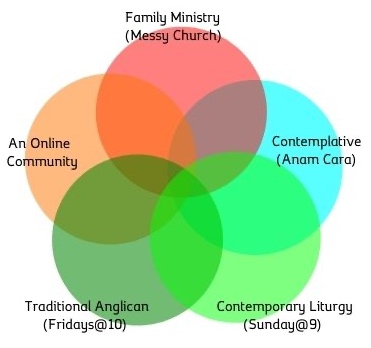 Family Ministry
(Messy Church)
An Online
Community
Contemplative
(Anam Cara)
Traditional Anglican
(Fridays@10)
Contemporary Liturgy
(Sunday@9)